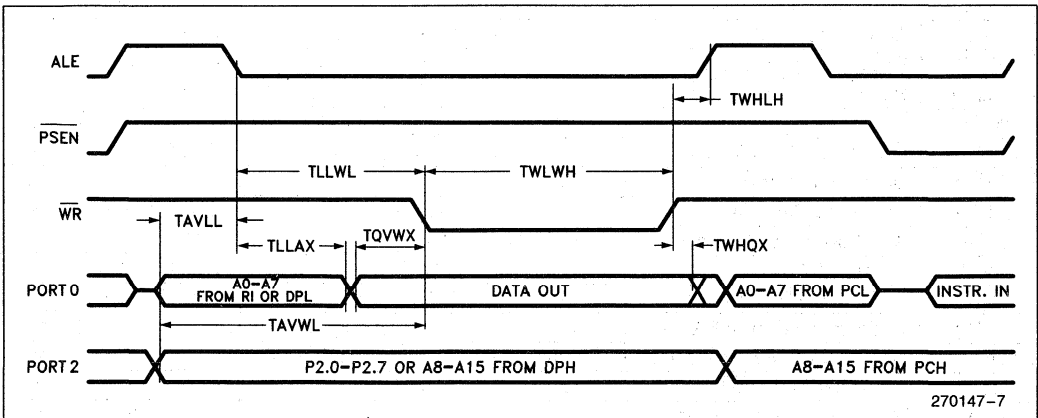 ALE
TWHLH
PSEN
TLLWL
TWLWH
WR
TAVLL
TQVWX
TLLAX
TWHQX
PORT 0
A0-A7
FROM RI OR DPL
DATA OUT
A0-A7 FROM PCL
INSTR. IN
TAVWL
PORT 2
P2.0-P2.7 OR A8-A15 FROM DPH
A8-A15 FROM PCH
270147-7